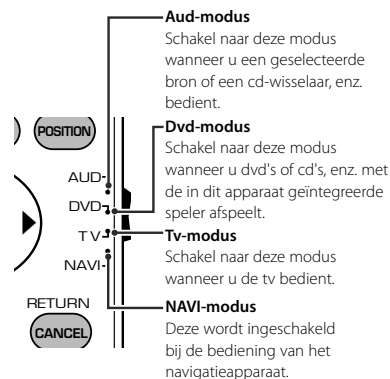 Aud-modus
Schakel naar deze modus
wanneer u een geselecteerde
bron of een cd-wisselaar, enz.
bedient.
Dvd-modus
Schakel naar deze modus
wanneer u dvd's of cd's, enz. met
de in dit apparaat geïntegreerde
speler afspeelt.
Tv-modus
Schakel naar deze modus
wanneer u de tv bedient.
NAVI-modus
Deze wordt ingeschakeld
bij de bediening van het
navigatieapparaat.
POSITION
AUD
DVD
TV
NAVI
RETURN
CANCEL